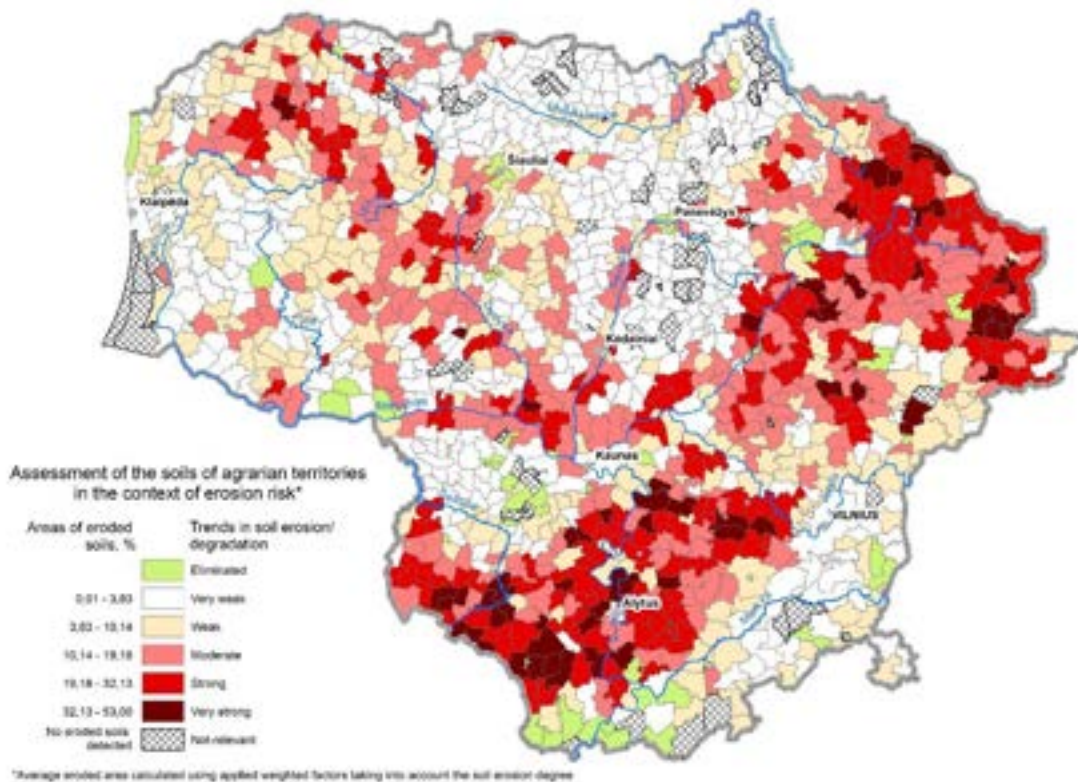 Šiauliai
Klaipėda
Panevėžys
Kėdainiai
Kaunas
VILNIUS
Alytus
Assessment of the soils of agrarian territories
in the context of erosion risk*
Areas of eroded
soils, %
Trends in soil erosion/
degradation
Eliminated
0,01 - 3,83 Very weak
3,83 - 10,14 Weak
10,14 - 19,18 Moderate
19,18 - 32,13 Strong
32,13 - 53,00 Very strong
No eroded soils
detected
Not relevant
*Average eroded area calculated using applied weighted factors taking into account the soil erosion degree